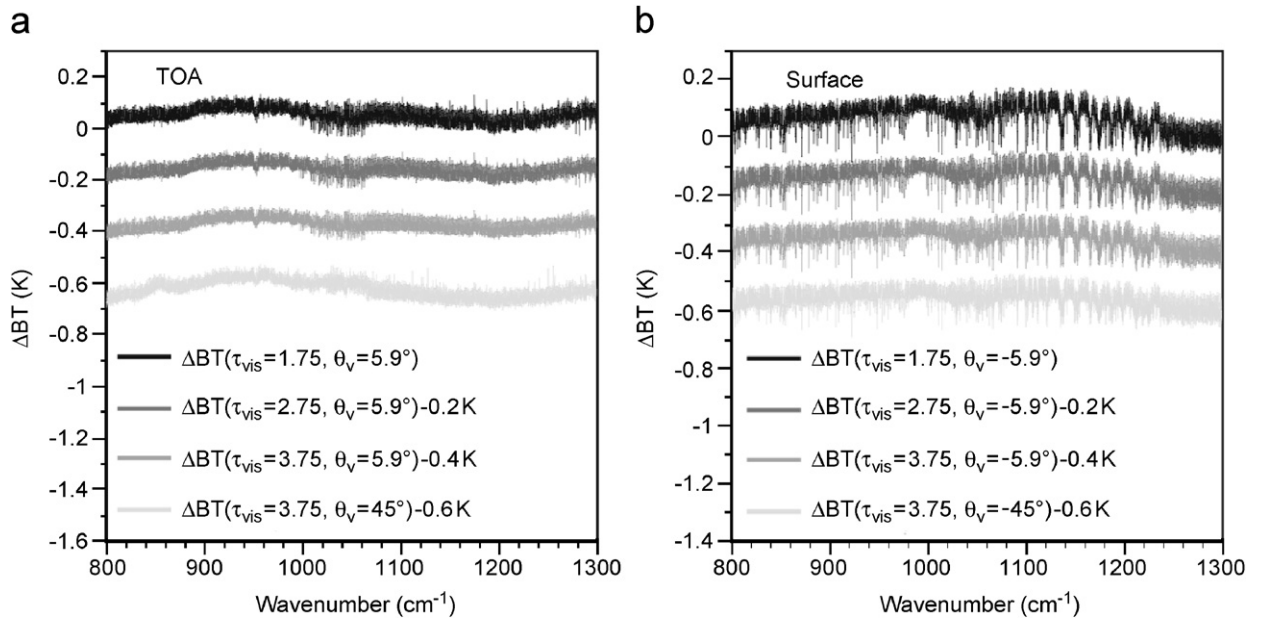 a
TOA
0.2
0
-0.2
-0.4
-0.6
-0.8
-1
-1.2
-1.4
-1.6
ΔBT (K)
ΔBT(τvis=1.75, θv=5.9°)
ΔBT(τvis=2.75, θv=5.9°)-0.2K
ΔBT(τvis=3.75, θv=5.9°)-0.4K
ΔBT(τvis=3.75, θv=45°)-0.6K
800 900 1000 1100 1200 1300
Wavenumber (cm-1)
b
Surface
0.2
0
-0.2
-0.4
-0.6
-0.8
-1
-1.2
-1.4
ΔBT (K)
ΔBT(τvis=1.75, θv=-5.9°)
ΔBT(τvis=2.75, θv=-5.9°)-0.2K
ΔBT(τvis=3.75, θv=-5.9°)-0.4K
ΔBT(τvis=3.75, θv=-45°)-0.6K
800 900 1000 1100 1200 1300
Wavenumber (cm-1)